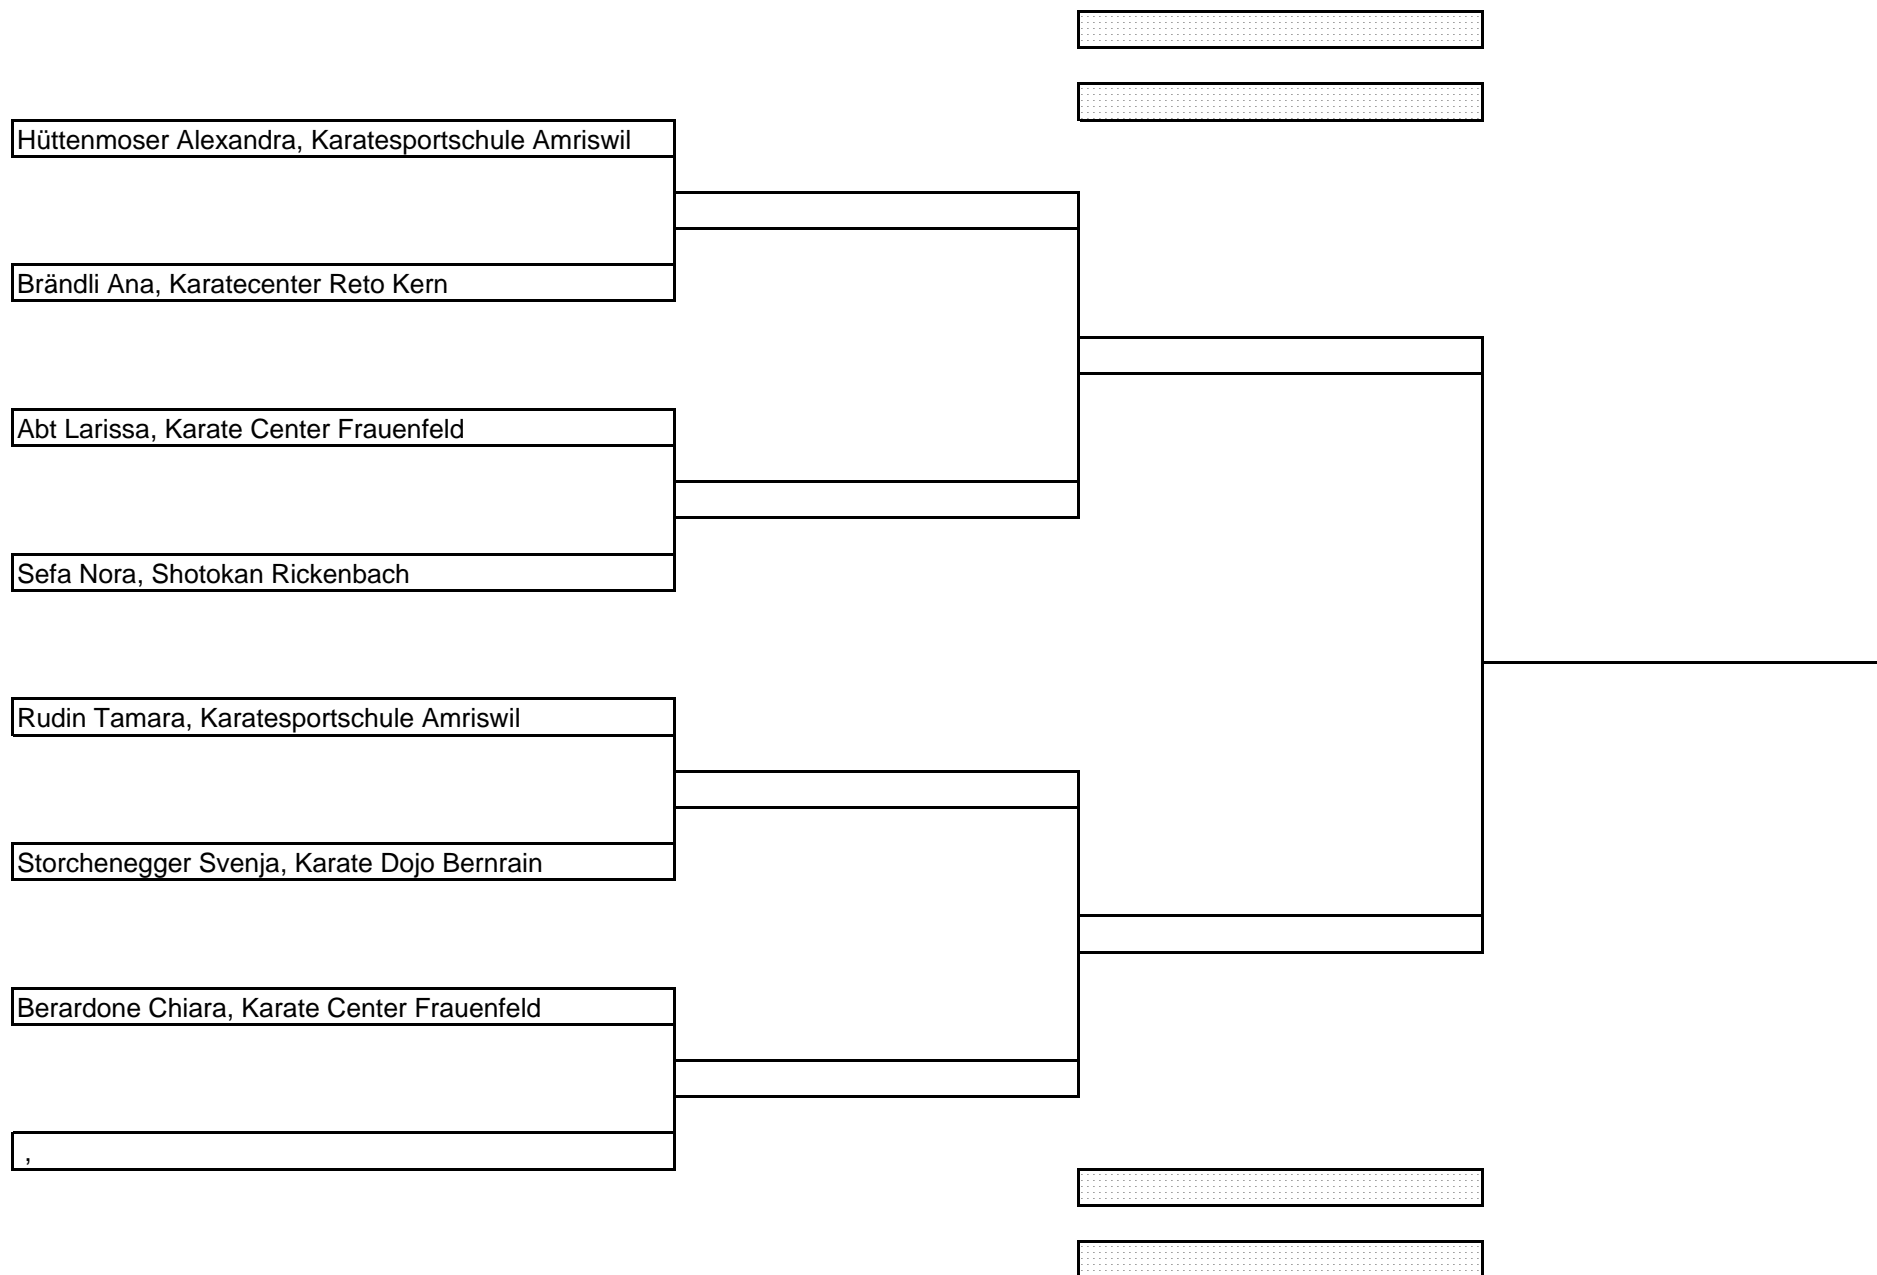 Hüttenmoser Alexandra, Karatesportschule Amriswil
Brändli Ana, Karatecenter Reto Kern
Abt Larissa, Karate Center Frauenfeld
Sefa Nora, Shotokan Rickenbach
Rudin Tamara, Karatesportschule Amriswil
Storchenegger Svenja, Karate Dojo Bernrain
Berardone Chiara, Karate Center Frauenfeld
,